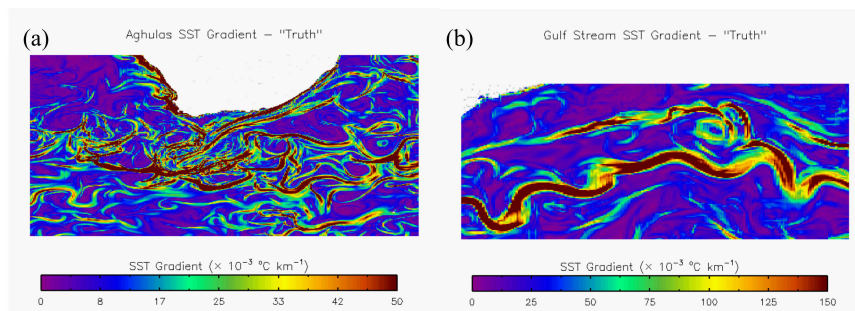 (a)
Aghulas SST Gradient – "Truth"
SST Gradient (× 10⁻³ °C km⁻¹)
0 8 17 25 33 42 50
(b)
Gulf Stream SST Gradient – "Truth"
SST Gradient (× 10⁻³ °C km⁻¹)
0 25 50 75 100 125 150